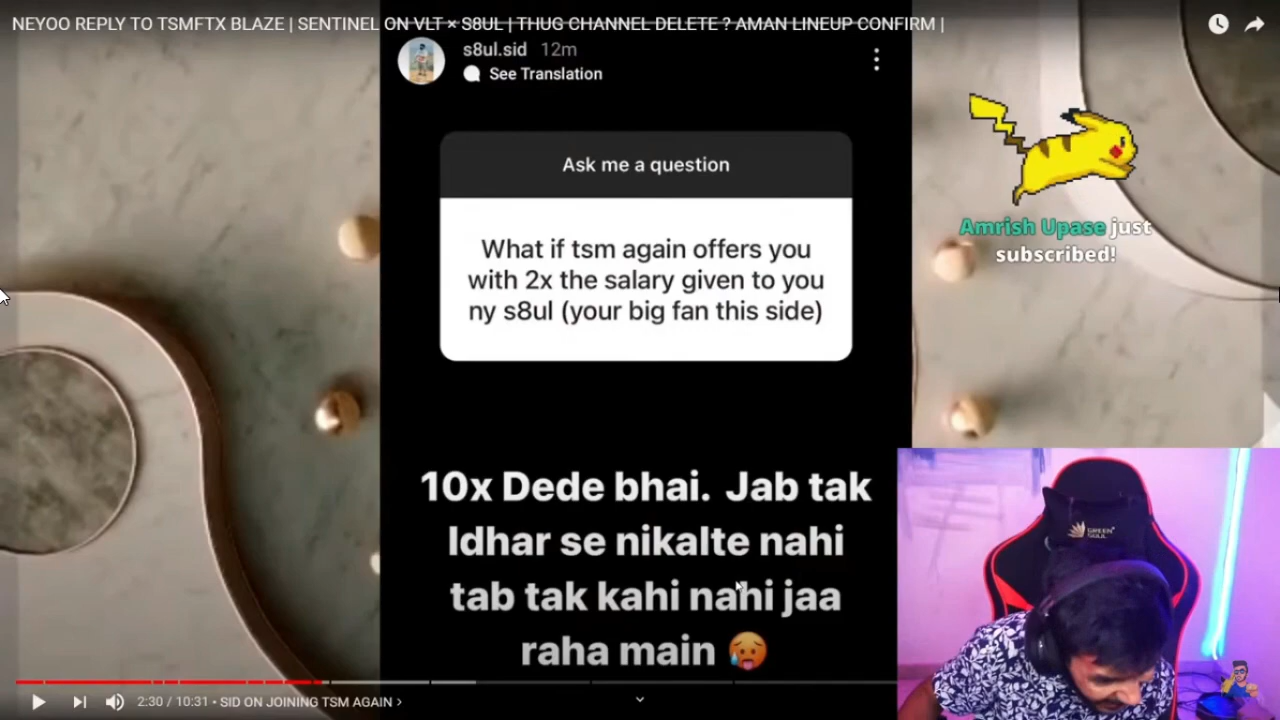 NEYOO REPLY TO TSMFTX BLAZE | SENTINEL ON VLT × S8UL | THUG CHANNEL DELETE ? AMAN LINEUP CONFIRM |
s8ul.sid 12m
See Translation
Ask me a question
What if tsm again offers you
with 2x the salary given to you
ny s8ul (your big fan this side)
Amrish Upase just
subscribed!
10x Dede bhai. Jab tak
Idhar se nikalte nahi
tab tak kahi nahi jaa
raha main 🥵
GREEN
SOUL
2:30 / 10:31 • SID ON JOINING TSM AGAIN >